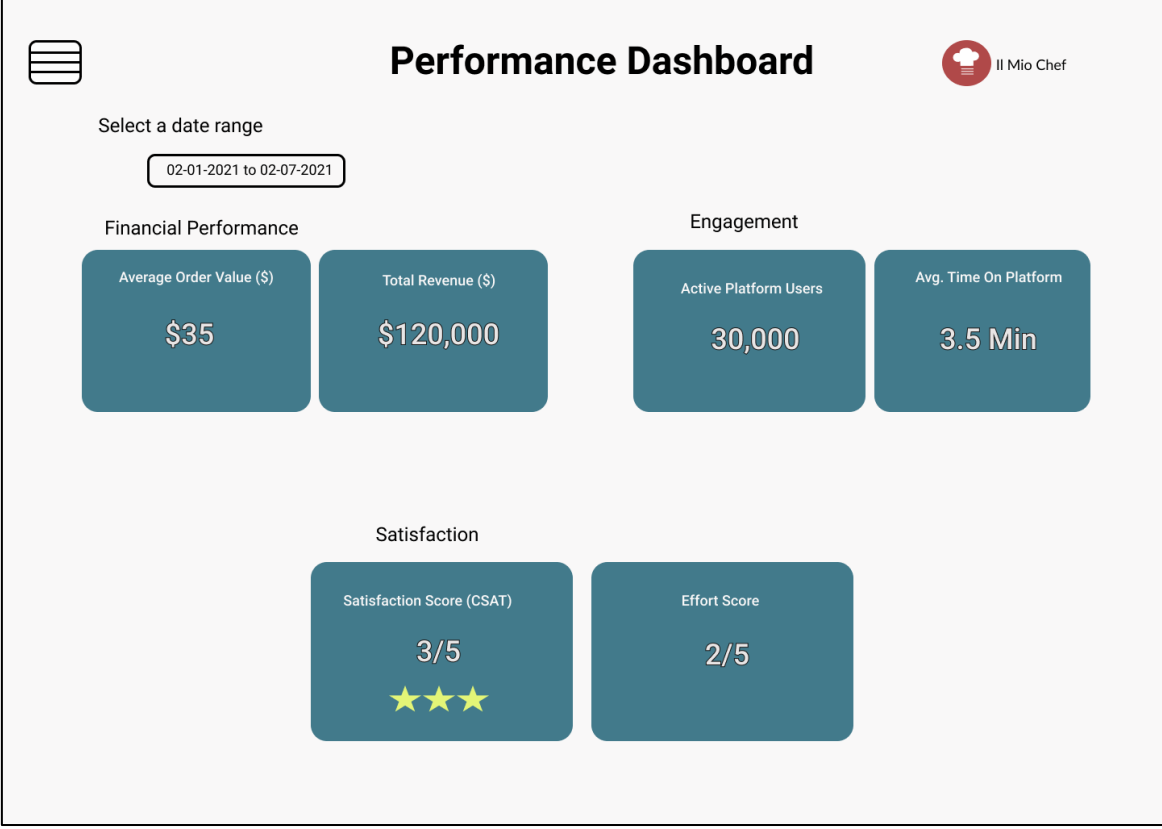 Performance Dashboard
Il Mio Chef
Select a date range
02-01-2021 to 02-07-2021
Financial Performance
Engagement
Average Order Value ($)
$35
Total Revenue ($)
$120,000
Active Platform Users
30,000
Avg. Time On Platform
3.5 Min
Satisfaction
Satisfaction Score (CSAT)
3/5
Effort Score
2/5